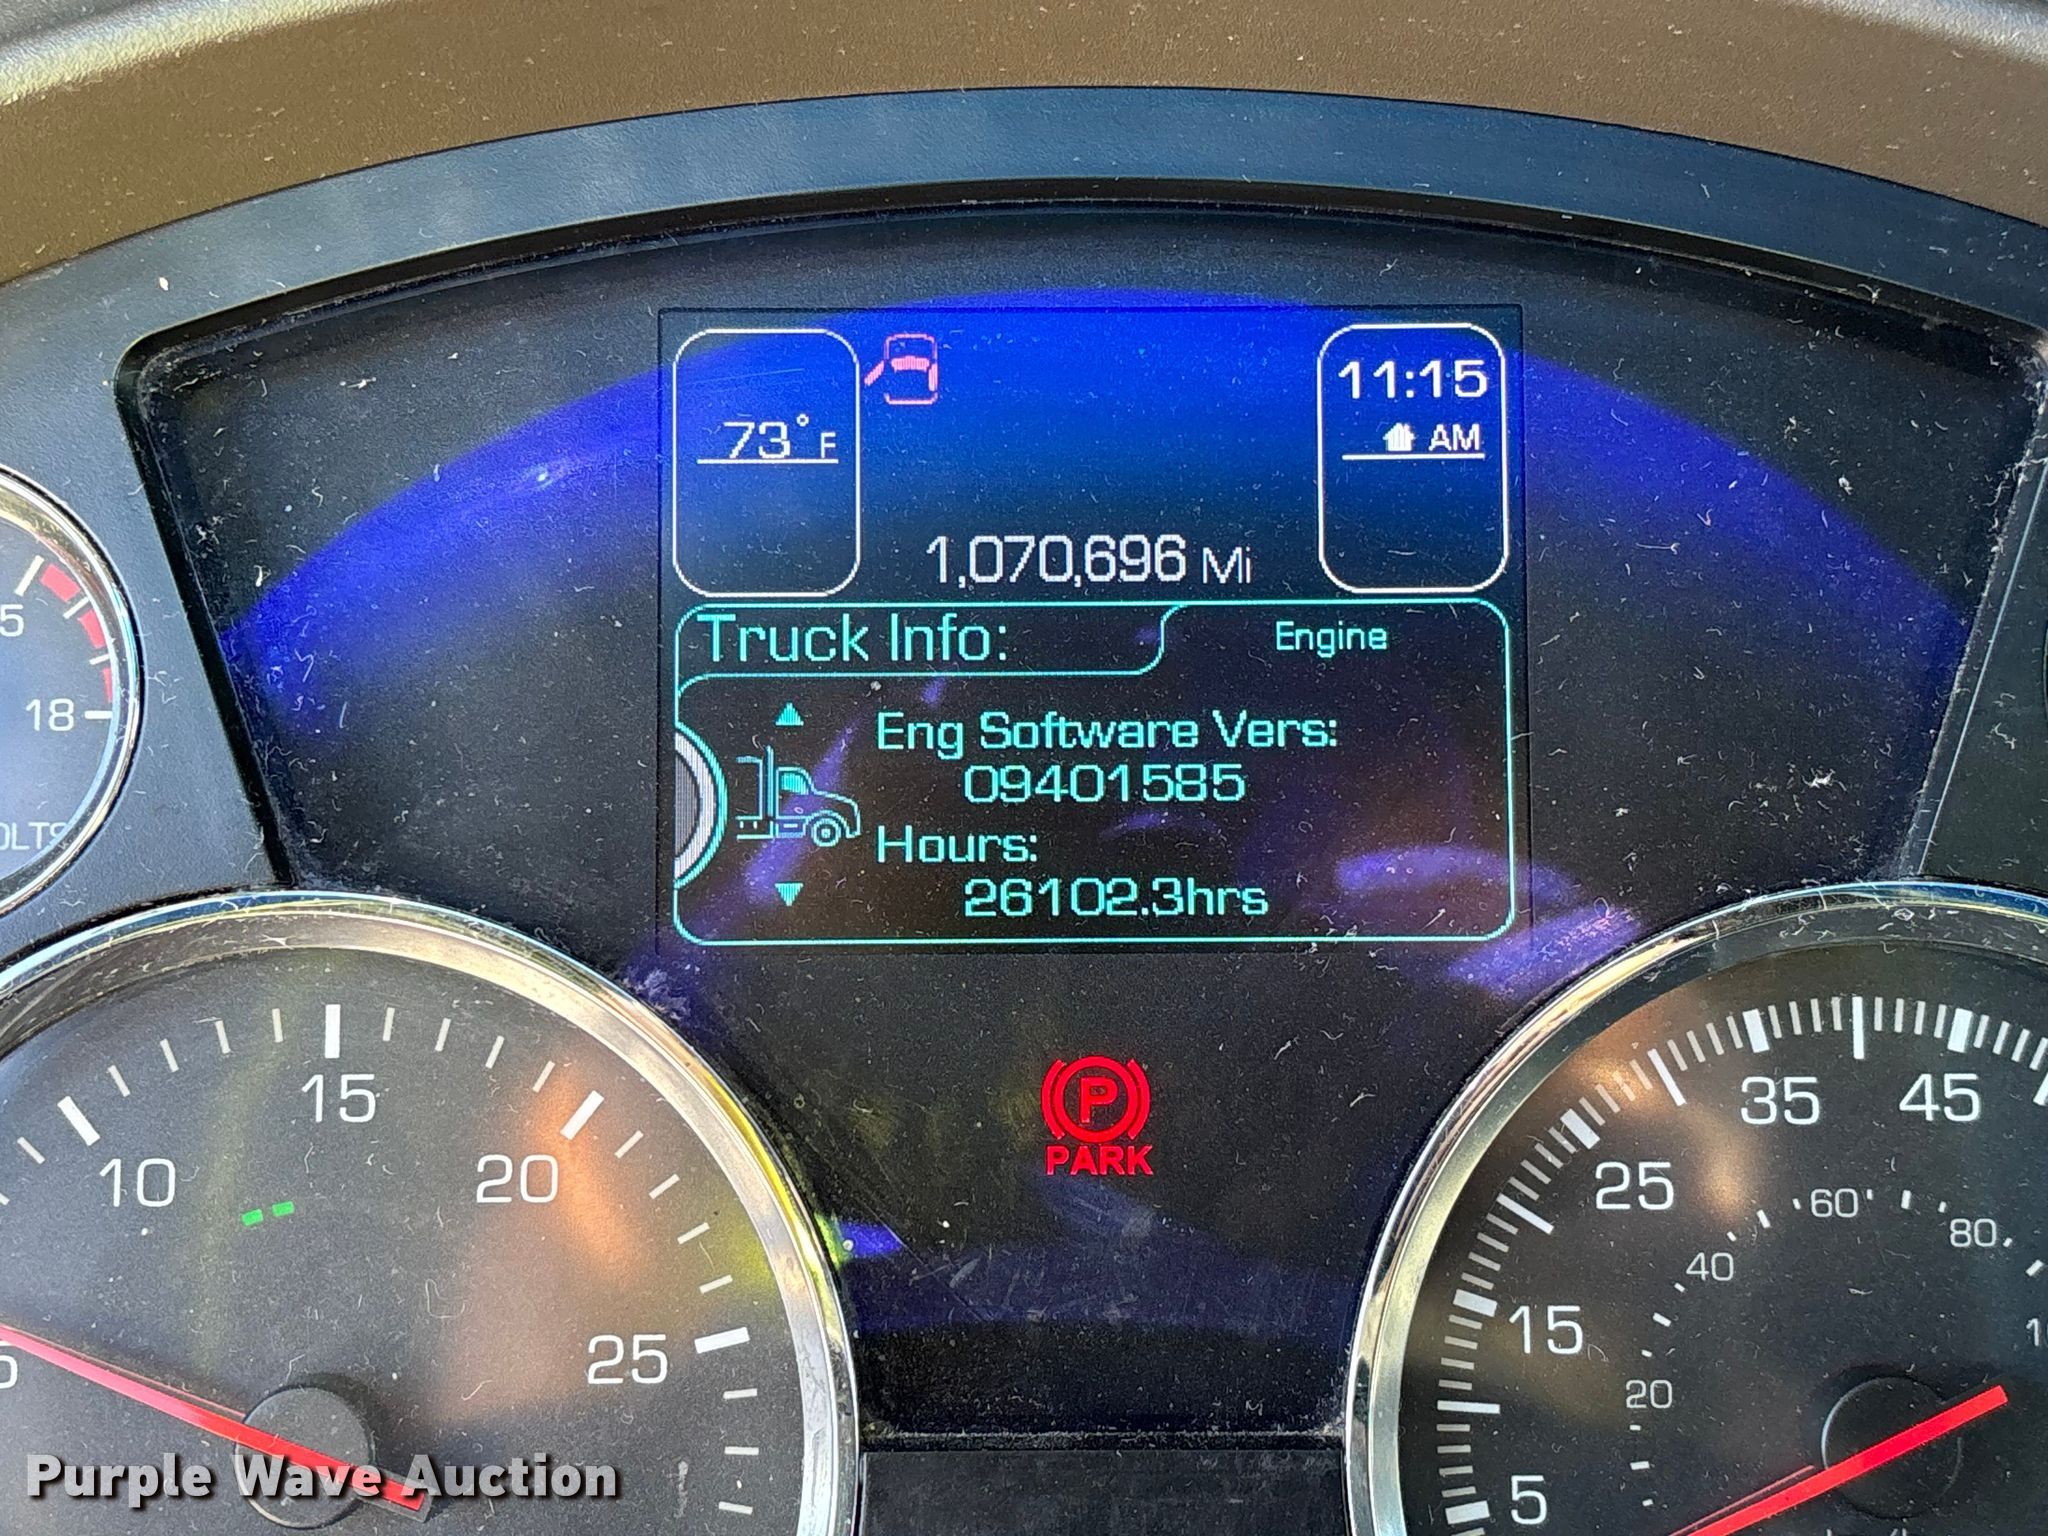 11:15
73°F
AM
1,070,696 Mi
Truck Info:
Engine
Eng Software Vers:
09401585
Hours:
26102.3hrs
18
PARK
10
15
20
25
5
15
25
35
45
20
40
60
80
Purple Wave Auction